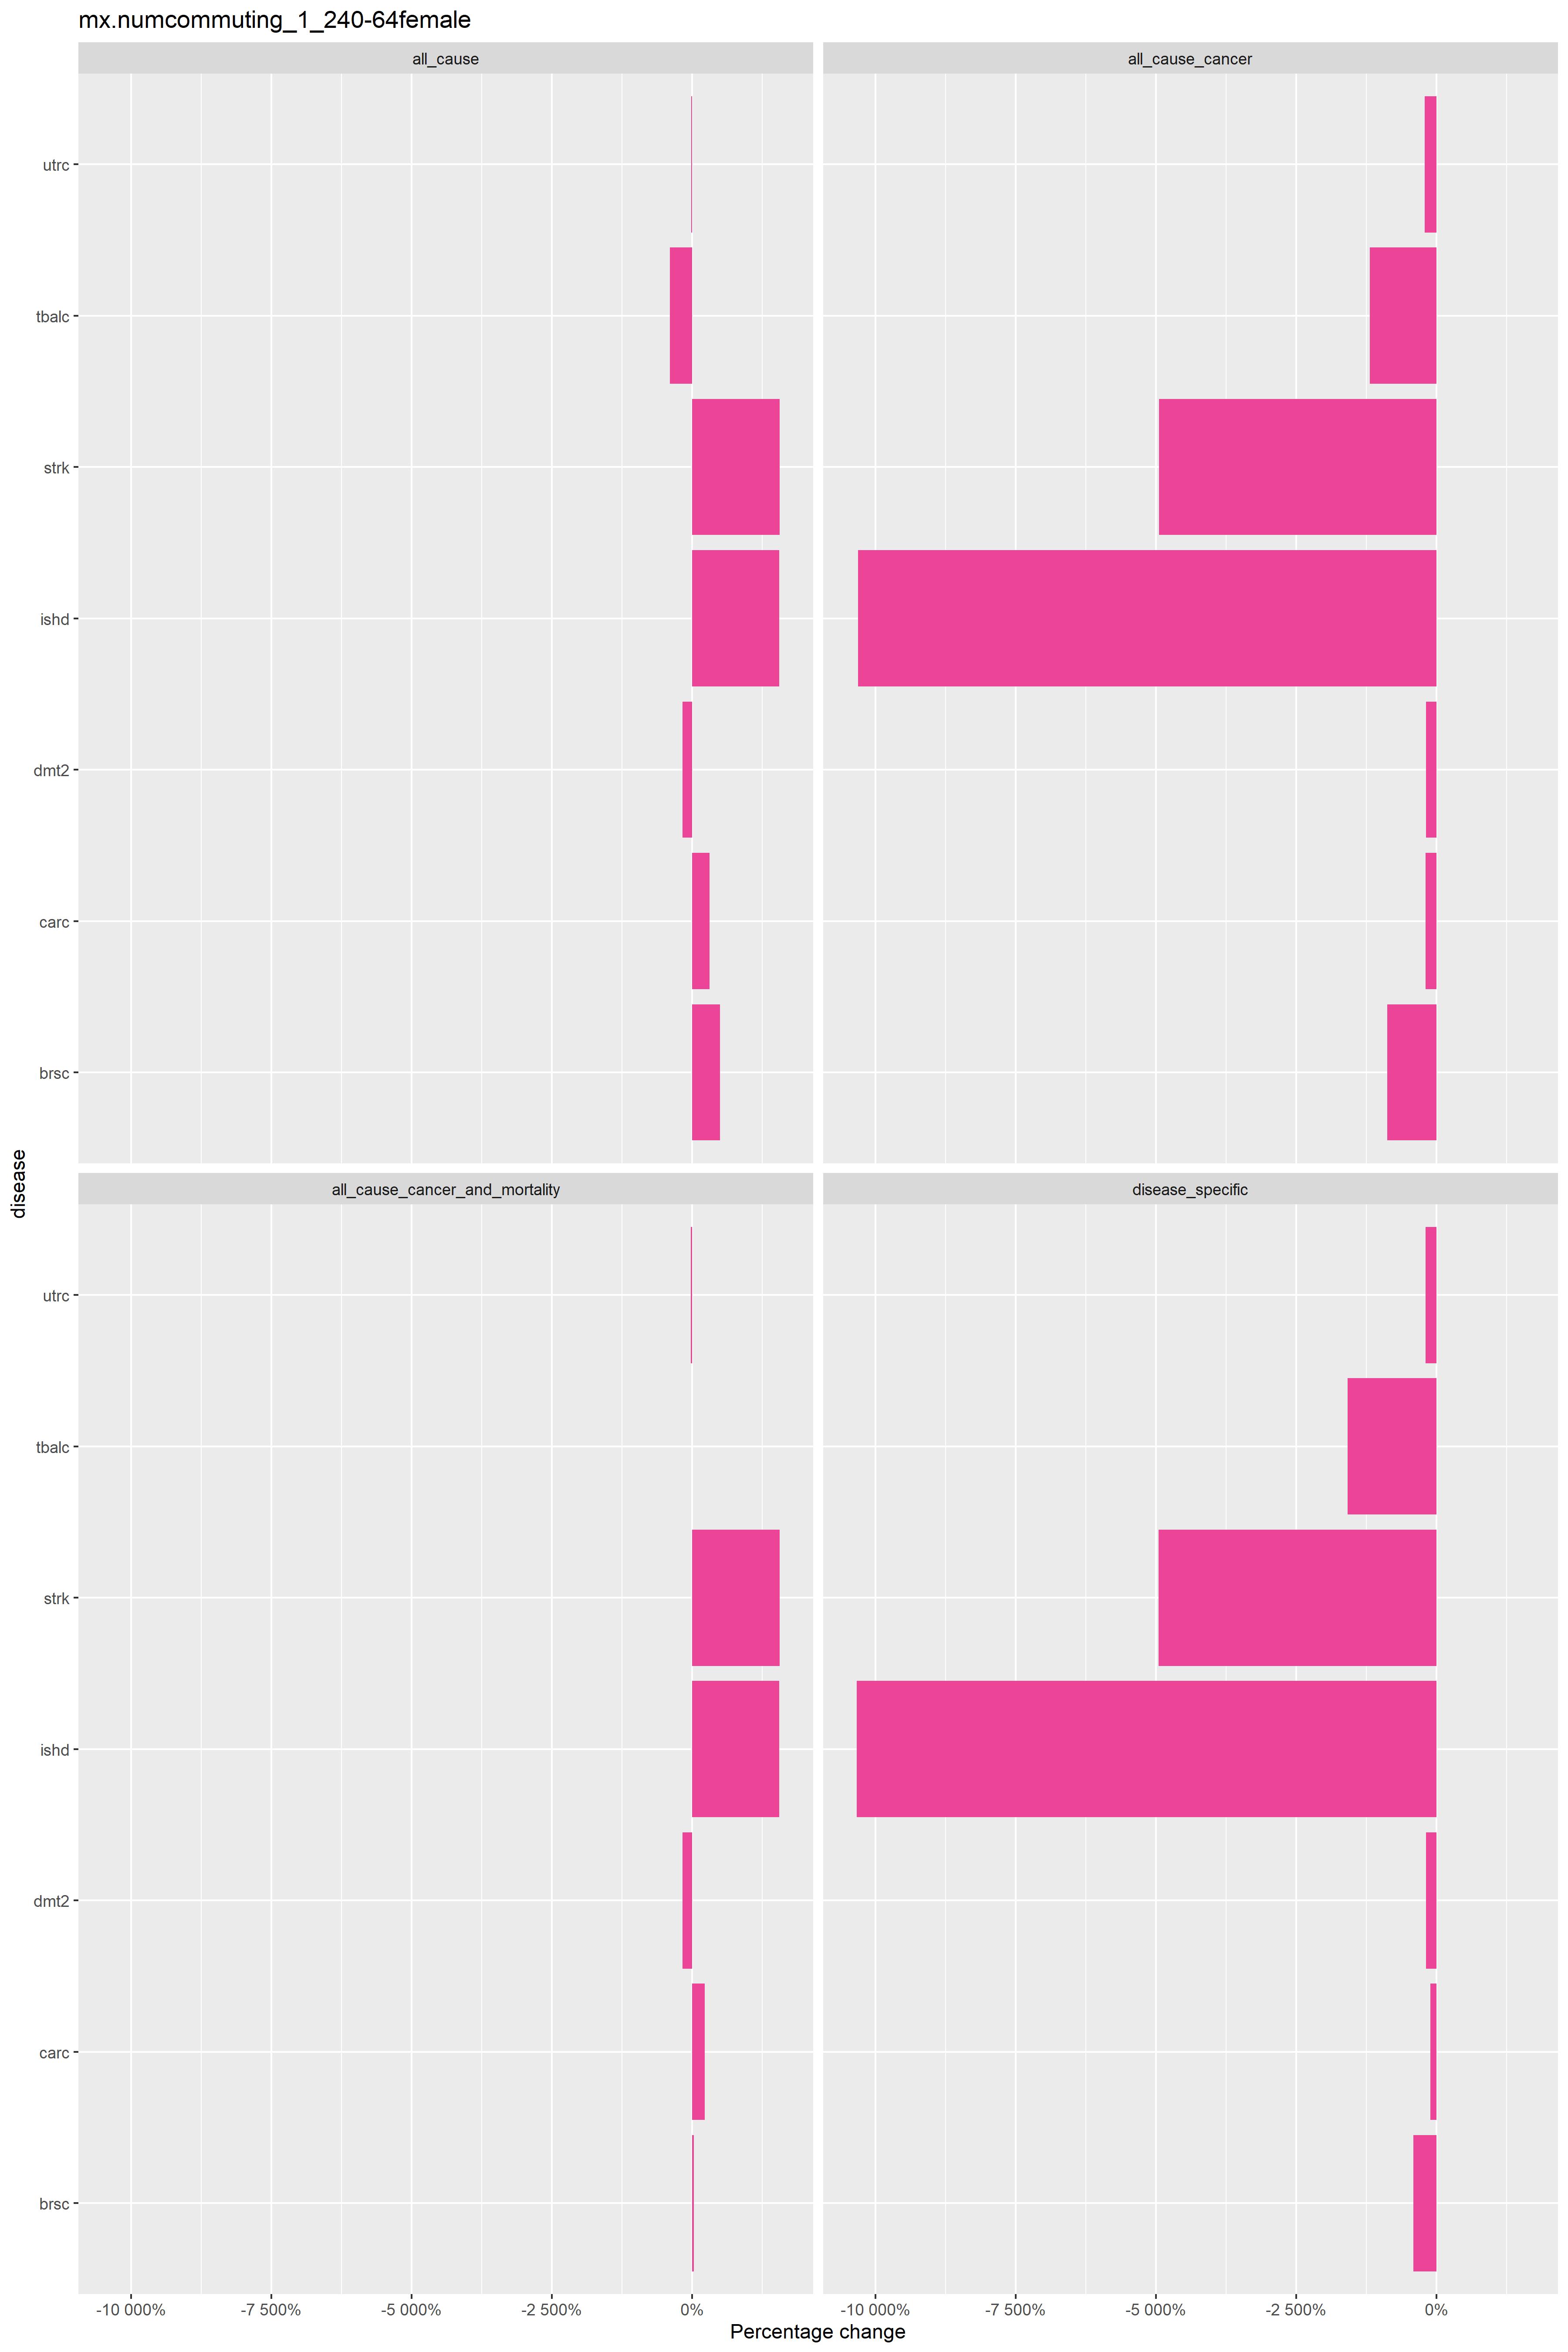 mx.numcommuting_1_240-64female
all_cause
all_cause_cancer
utrc
tbalc
strk
ishd
dmt2
carc
brsc
disease
all_cause_cancer_and_mortality
disease_specific
utrc
tbalc
strk
ishd
dmt2
carc
brsc
-10 000% -7 500% -5 000% -2 500% 0%
-10 000% -7 500% -5 000% -2 500% 0%
Percentage change